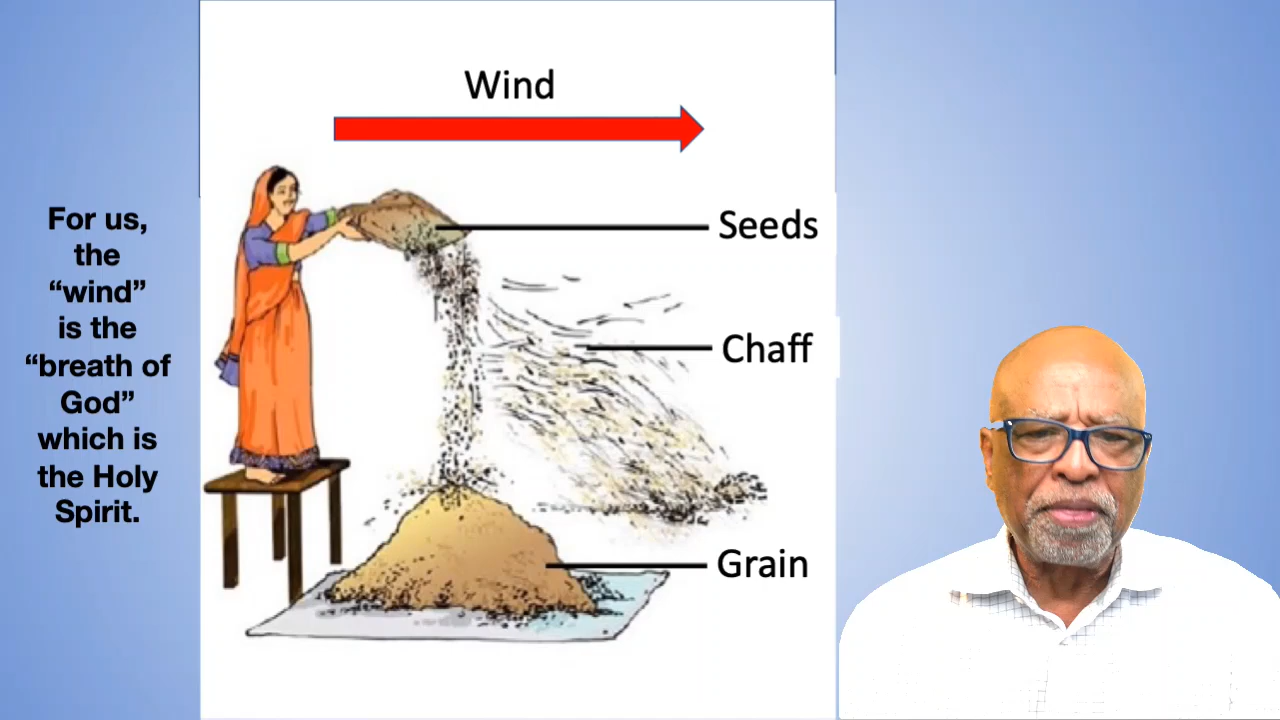 For us,
the
“wind”
is the
“breath of
God”
which is
the Holy
Spirit.
Wind
Seeds
Chaff
Grain